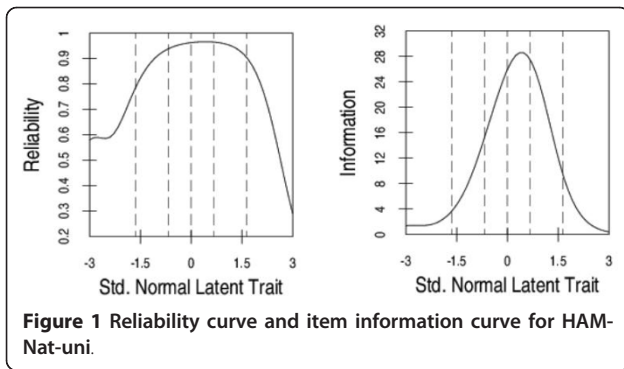 Reliability
1
0.9
0.8
0.7
0.6
0.5
0.4
0.3
0.2
-3 -1.5 0 1.5 3
Std. Normal Latent Trait
Information
32
28
24
20
16
12
8
4
0
-3 -1.5 0 1.5 3
Std. Normal Latent Trait
Figure 1 Reliability curve and item information curve for HAM-
Nat-uni.